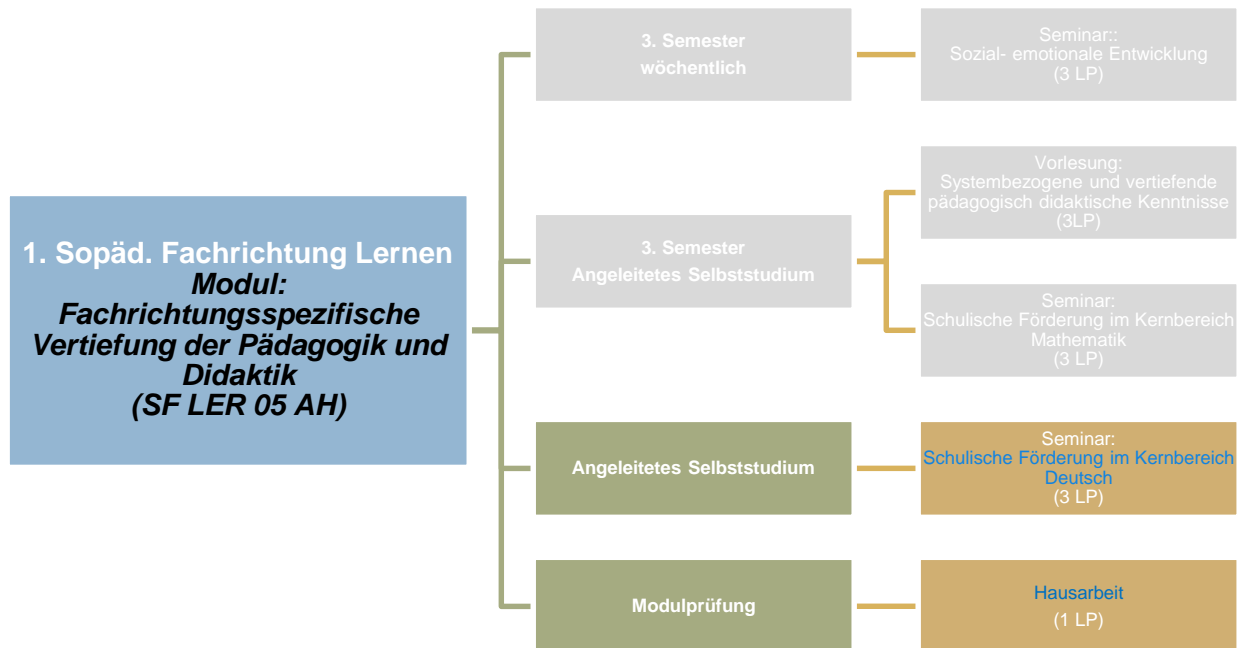 1. Sopäd. Fachrichtung Lernen
Modul:
Fachrichtungsspezifische
Vertiefung der Pädagogik und
Didaktik
(SF LER 05 AH)
3. Semester
wöchentlich
Seminar::
Sozial- emotionale Entwicklung
(3 LP)
3. Semester
Angeleitetes Selbststudium
Vorlesung:
Systembezogene und vertiefende
pädagogisch didaktische Kenntnisse
(3LP)
Seminar:
Schulische Förderung im Kernbereich
Mathematik
(3 LP)
Angeleitetes Selbststudium
Seminar:
Schulische Förderung im Kernbereich
Deutsch
(3 LP)
Modulprüfung
Hausarbeit
(1 LP)